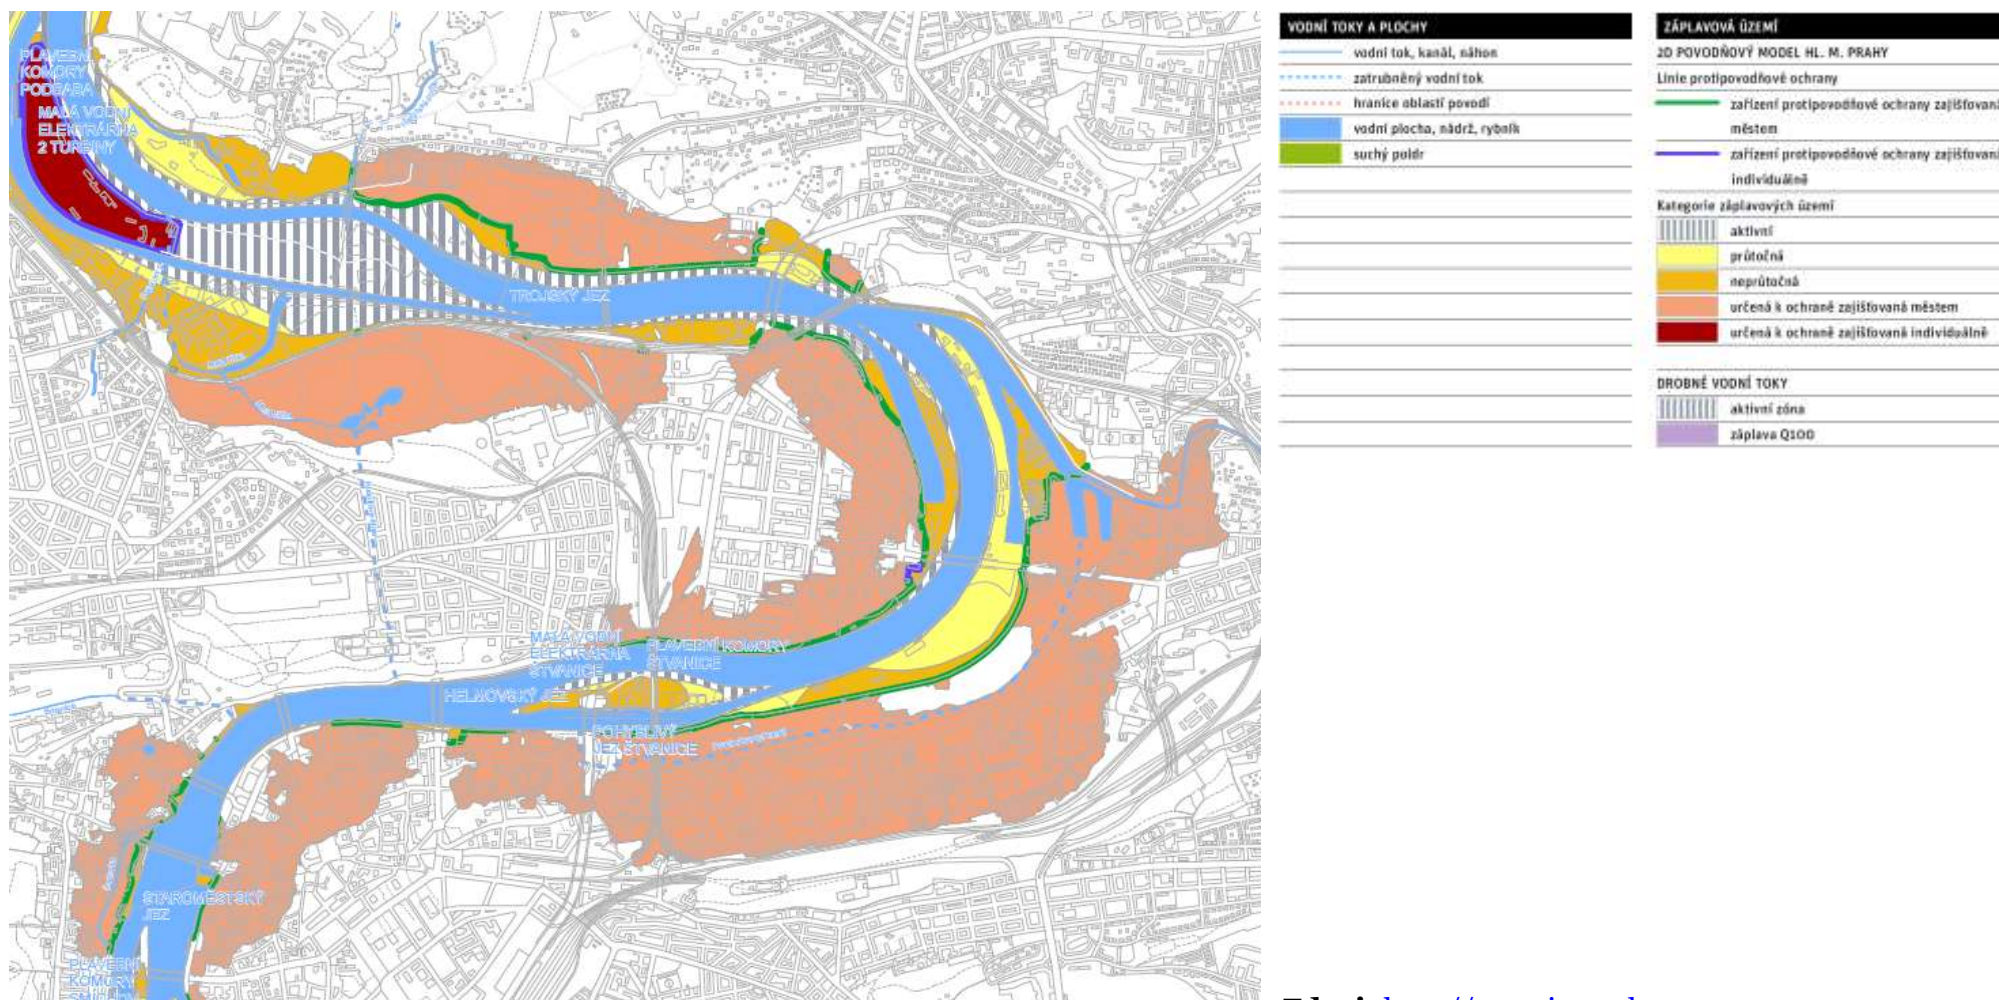 PLAVEBNÍ
KOMORY
PODBABA
MALÁ VODNÍ
ELEKTRÁRNA
2 TURBÍNY
TROJSKÝ JEZ
MALÁ VODNÍ
ELEKTRÁRNA
ŠTVANICE
PLAVEBNÍ KOMORY
ŠTVANICE
HELMOVSKÝ JEZ
POHYBLIVÝ
JEZ ŠTVANICE
STAROMĚSTSKÝ
JEZ
PLAVEBNÍ
KOMORY
VODNÍ TOKY A PLOCHY
vodní tok, kanál, náhon
zatrubněný vodní tok
hranice oblastí povodí
vodní plocha, nádrž, rybník
suchý poldr
ZÁPLAVOVÁ ÚZEMÍ
2D POVODŇOVÝ MODEL HL. M. PRAHY
Linie protipovodňové ochrany
zařízení protipovodňové ochrany zajišťovaná
městem
zařízení protipovodňové ochrany zajišťovaná
individuálně
Kategorie záplavových území
aktivní
průtočná
neprůtočná
určená k ochraně zajišťovaná městem
určená k ochraně zajišťovaná individuálně
DROBNÉ VODNÍ TOKY
aktivní zóna
záplava Q100